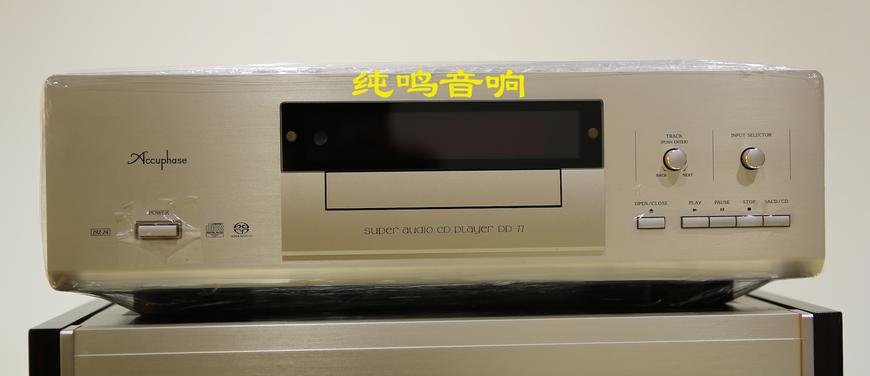 纯鸣音响
Accuphase
TRACK
(PUSH ENTER)
BACK NEXT
INPUT SELECTOR
POWER
OPEN/CLOSE
PLAY
PAUSE
STOP
SACD/CD
super audio CD player DP-77